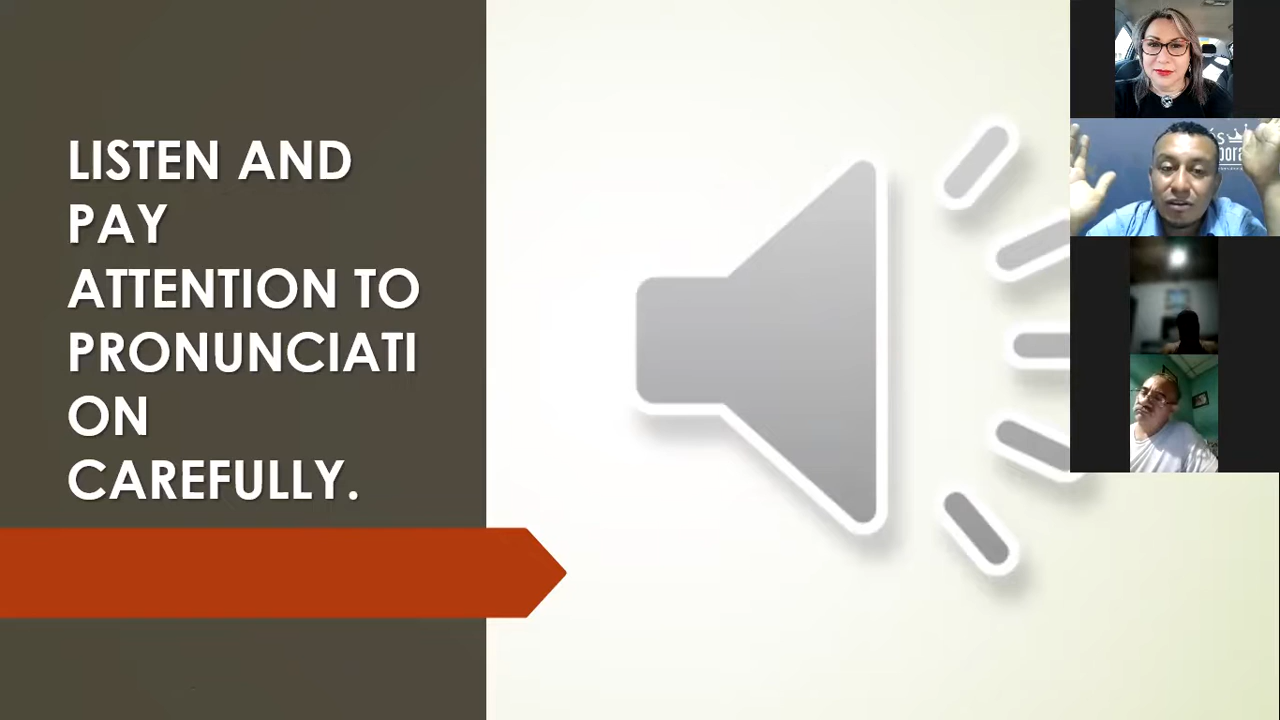 LISTEN AND
PAY
ATTENTION TO
PRONUNCIATI
ON
CAREFULLY.